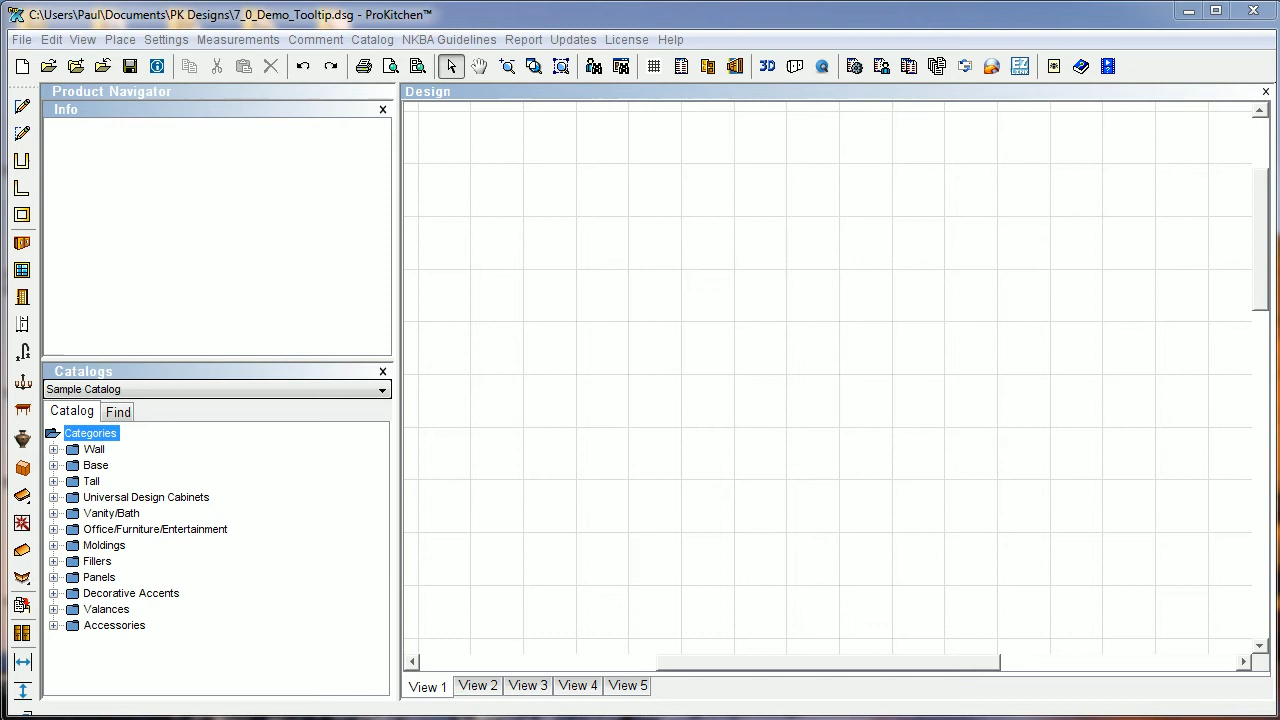 C:\Users\Paul\Documents\PK Designs\7_0_Demo_Tooltip.dsg - ProKitchen™
File Edit View Place Settings Measurements Comment Catalog NKBA Guidelines Report Updates License Help
3D EZ
Product Navigator
Design
Info
Catalogs
Sample Catalog
Catalog Find
Categories
Wall
Base
Tall
Universal Design Cabinets
Vanity/Bath
Office/Furniture/Entertainment
Moldings
Fillers
Panels
Decorative Accents
Valances
Accessories
View 1 View 2 View 3 View 4 View 5